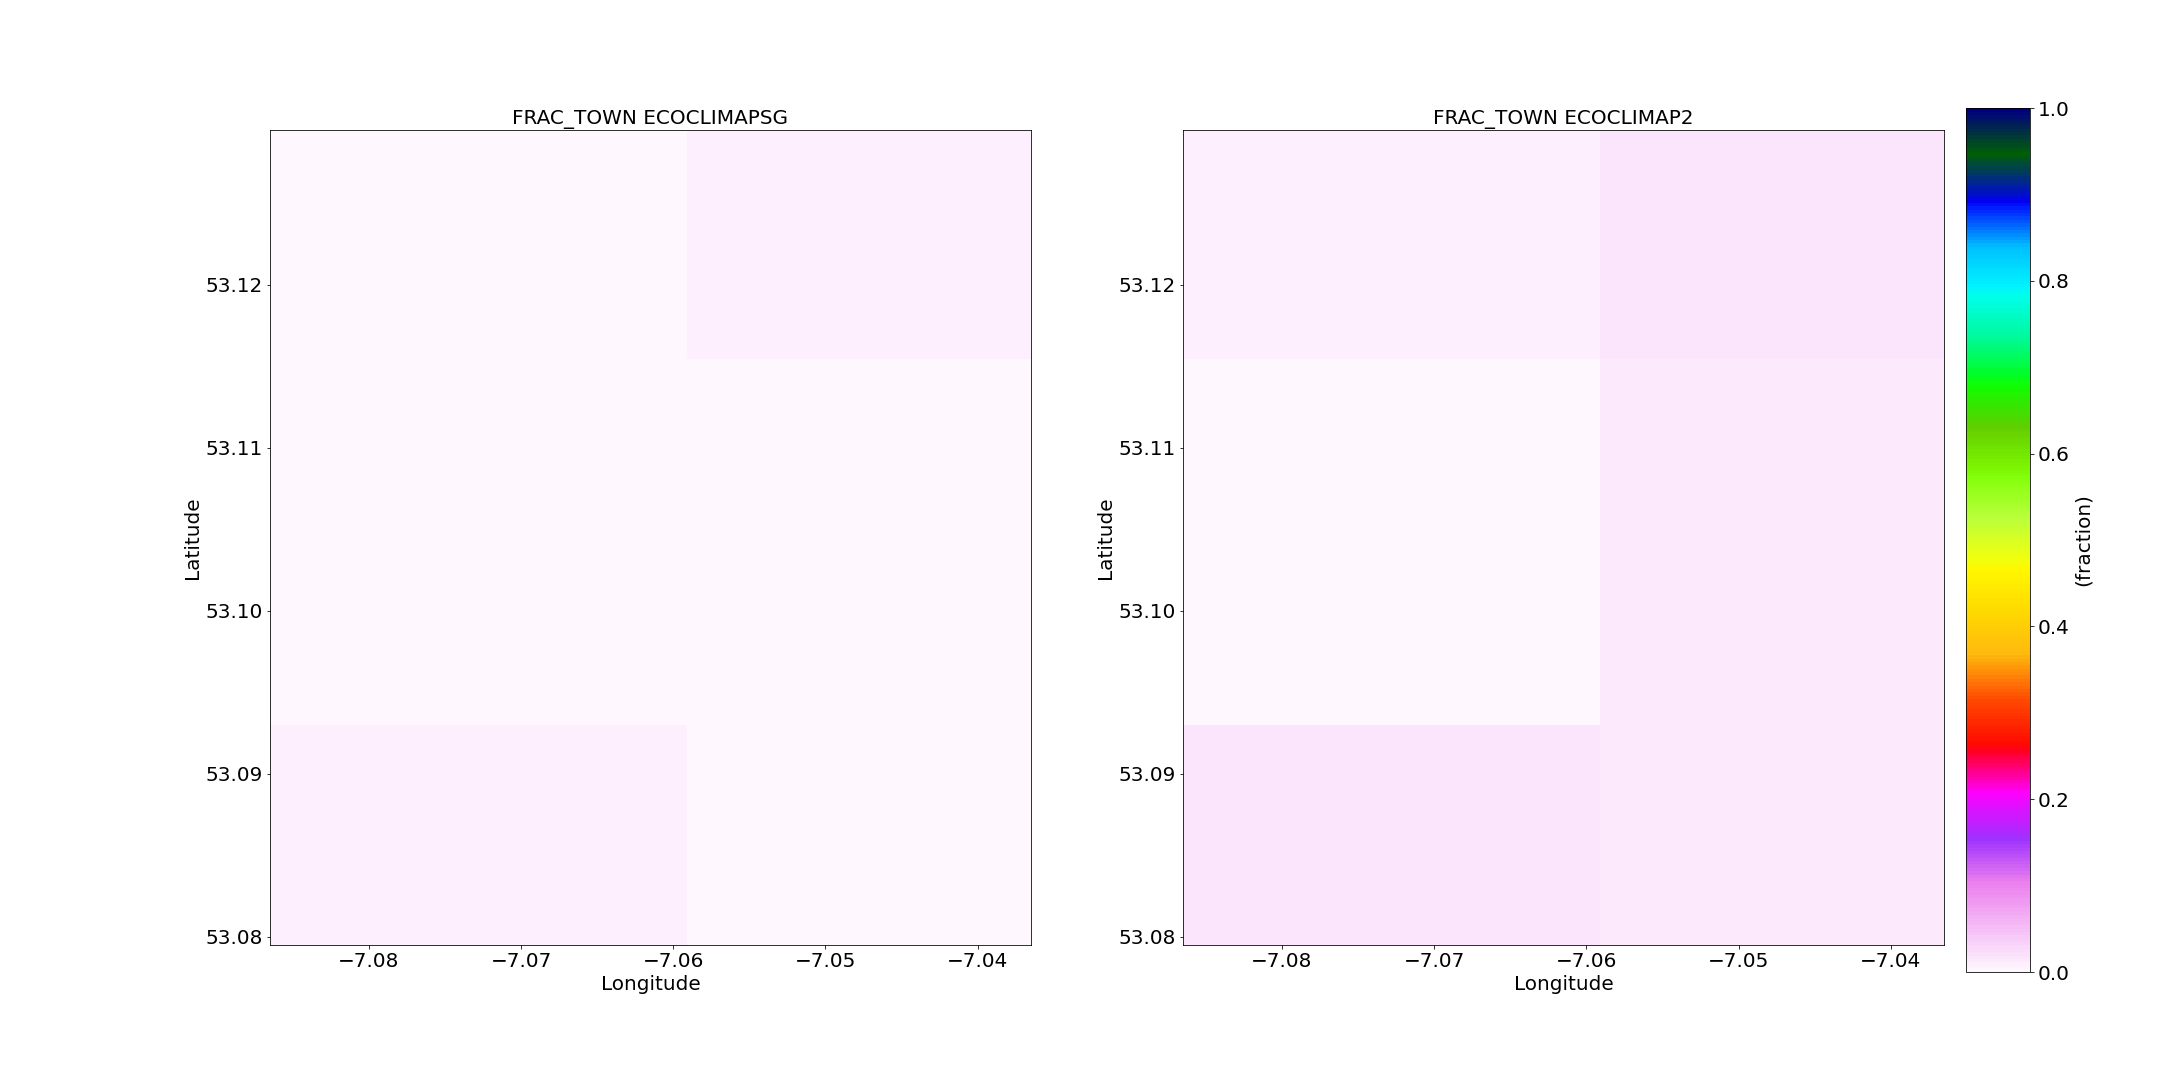 FRAC_TOWN ECOCLIMAPSG
53.12
53.11
53.10
53.09
53.08
Latitude
−7.08 −7.07 −7.06 −7.05 −7.04
Longitude
FRAC_TOWN ECOCLIMAP2
53.12
53.11
53.10
53.09
53.08
Latitude
−7.08 −7.07 −7.06 −7.05 −7.04
Longitude
1.0
0.8
0.6
0.4
0.2
0.0
(fraction)